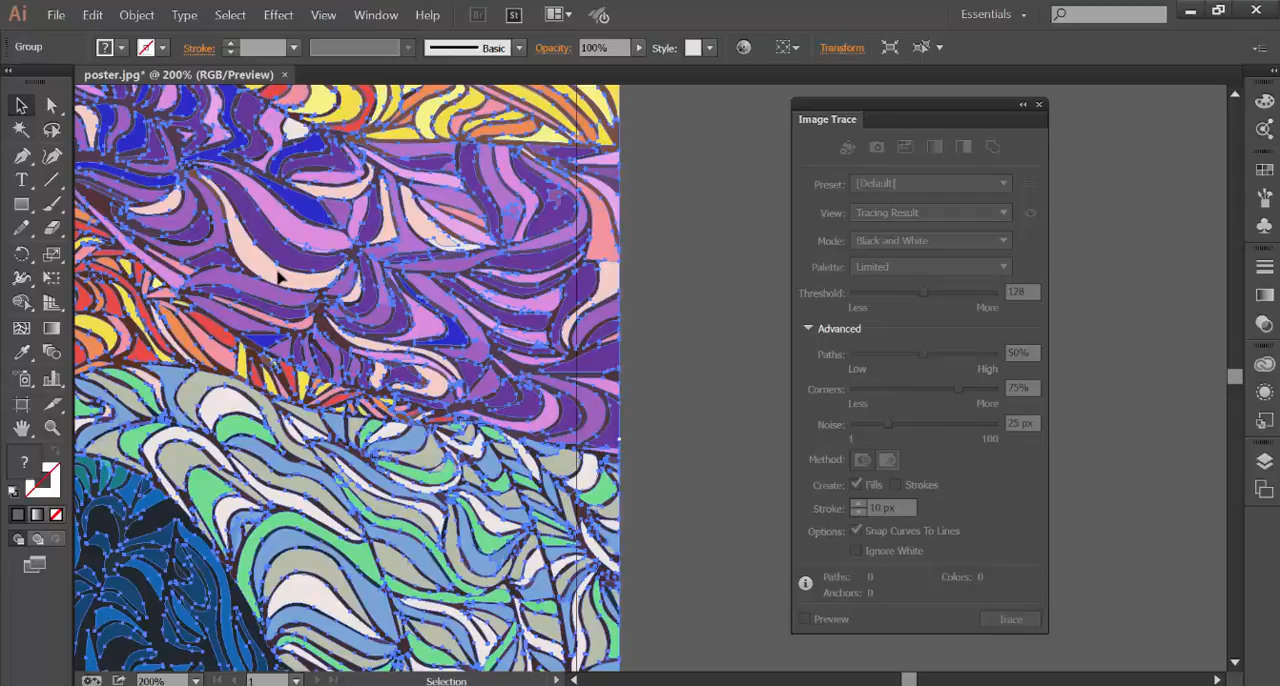 Ai File Edit Object Type Select Effect View Window Help Br St Essentials
Group ? Stroke: Basic Opacity: 100% Style: Transform
poster.jpg* @ 200% (RGB/Preview) ×
Image Trace
Preset: [Default]
View: Tracing Result
Mode: Black and White
Palette: Limited
Threshold: 128
Less More
Advanced
Paths: 50%
Low High
Corners: 75%
Less More
Noise: 25 px
1 100
Method:
Create: Fills Strokes
Stroke: 10 px
Options: Snap Curves To Lines
Ignore White
Paths: 0 Colors: 0
Anchors: 0
Preview Trace
?
200% 1 Selection